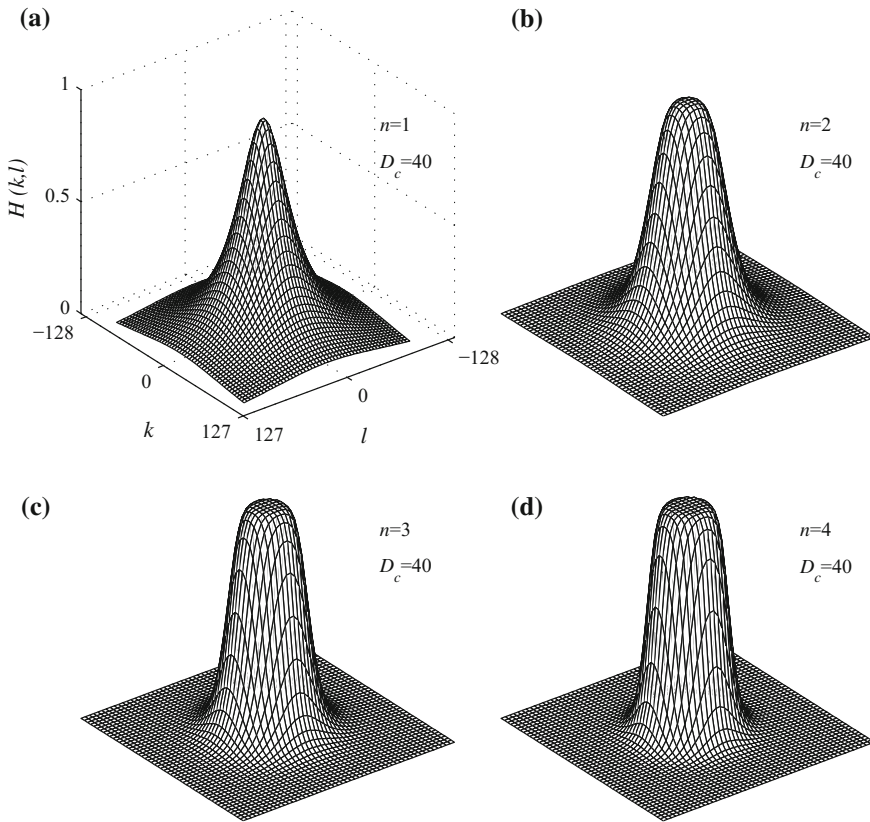 (a)
1
0.5
0
H (k,l)
−128
0
127
k
127
0
−128
l
n=1
D_c=40
(b)
n=2
D_c=40
(c)
n=3
D_c=40
(d)
n=4
D_c=40